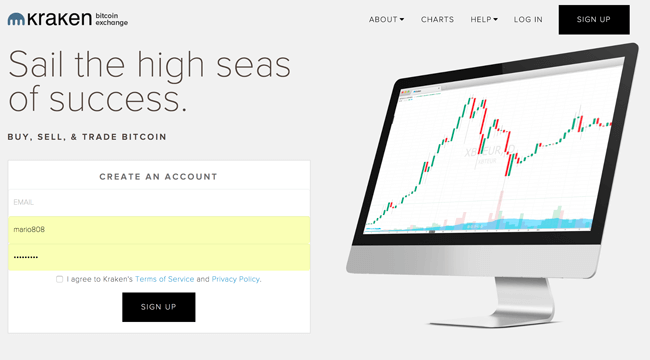 kraken bitcoin exchange
ABOUT CHARTS HELP LOG IN SIGN UP
Sail the high seas
of success.
BUY, SELL, & TRADE BITCOIN
CREATE AN ACCOUNT
EMAIL
mario808
•••••••••
I agree to Kraken's Terms of Service and Privacy Policy.
SIGN UP